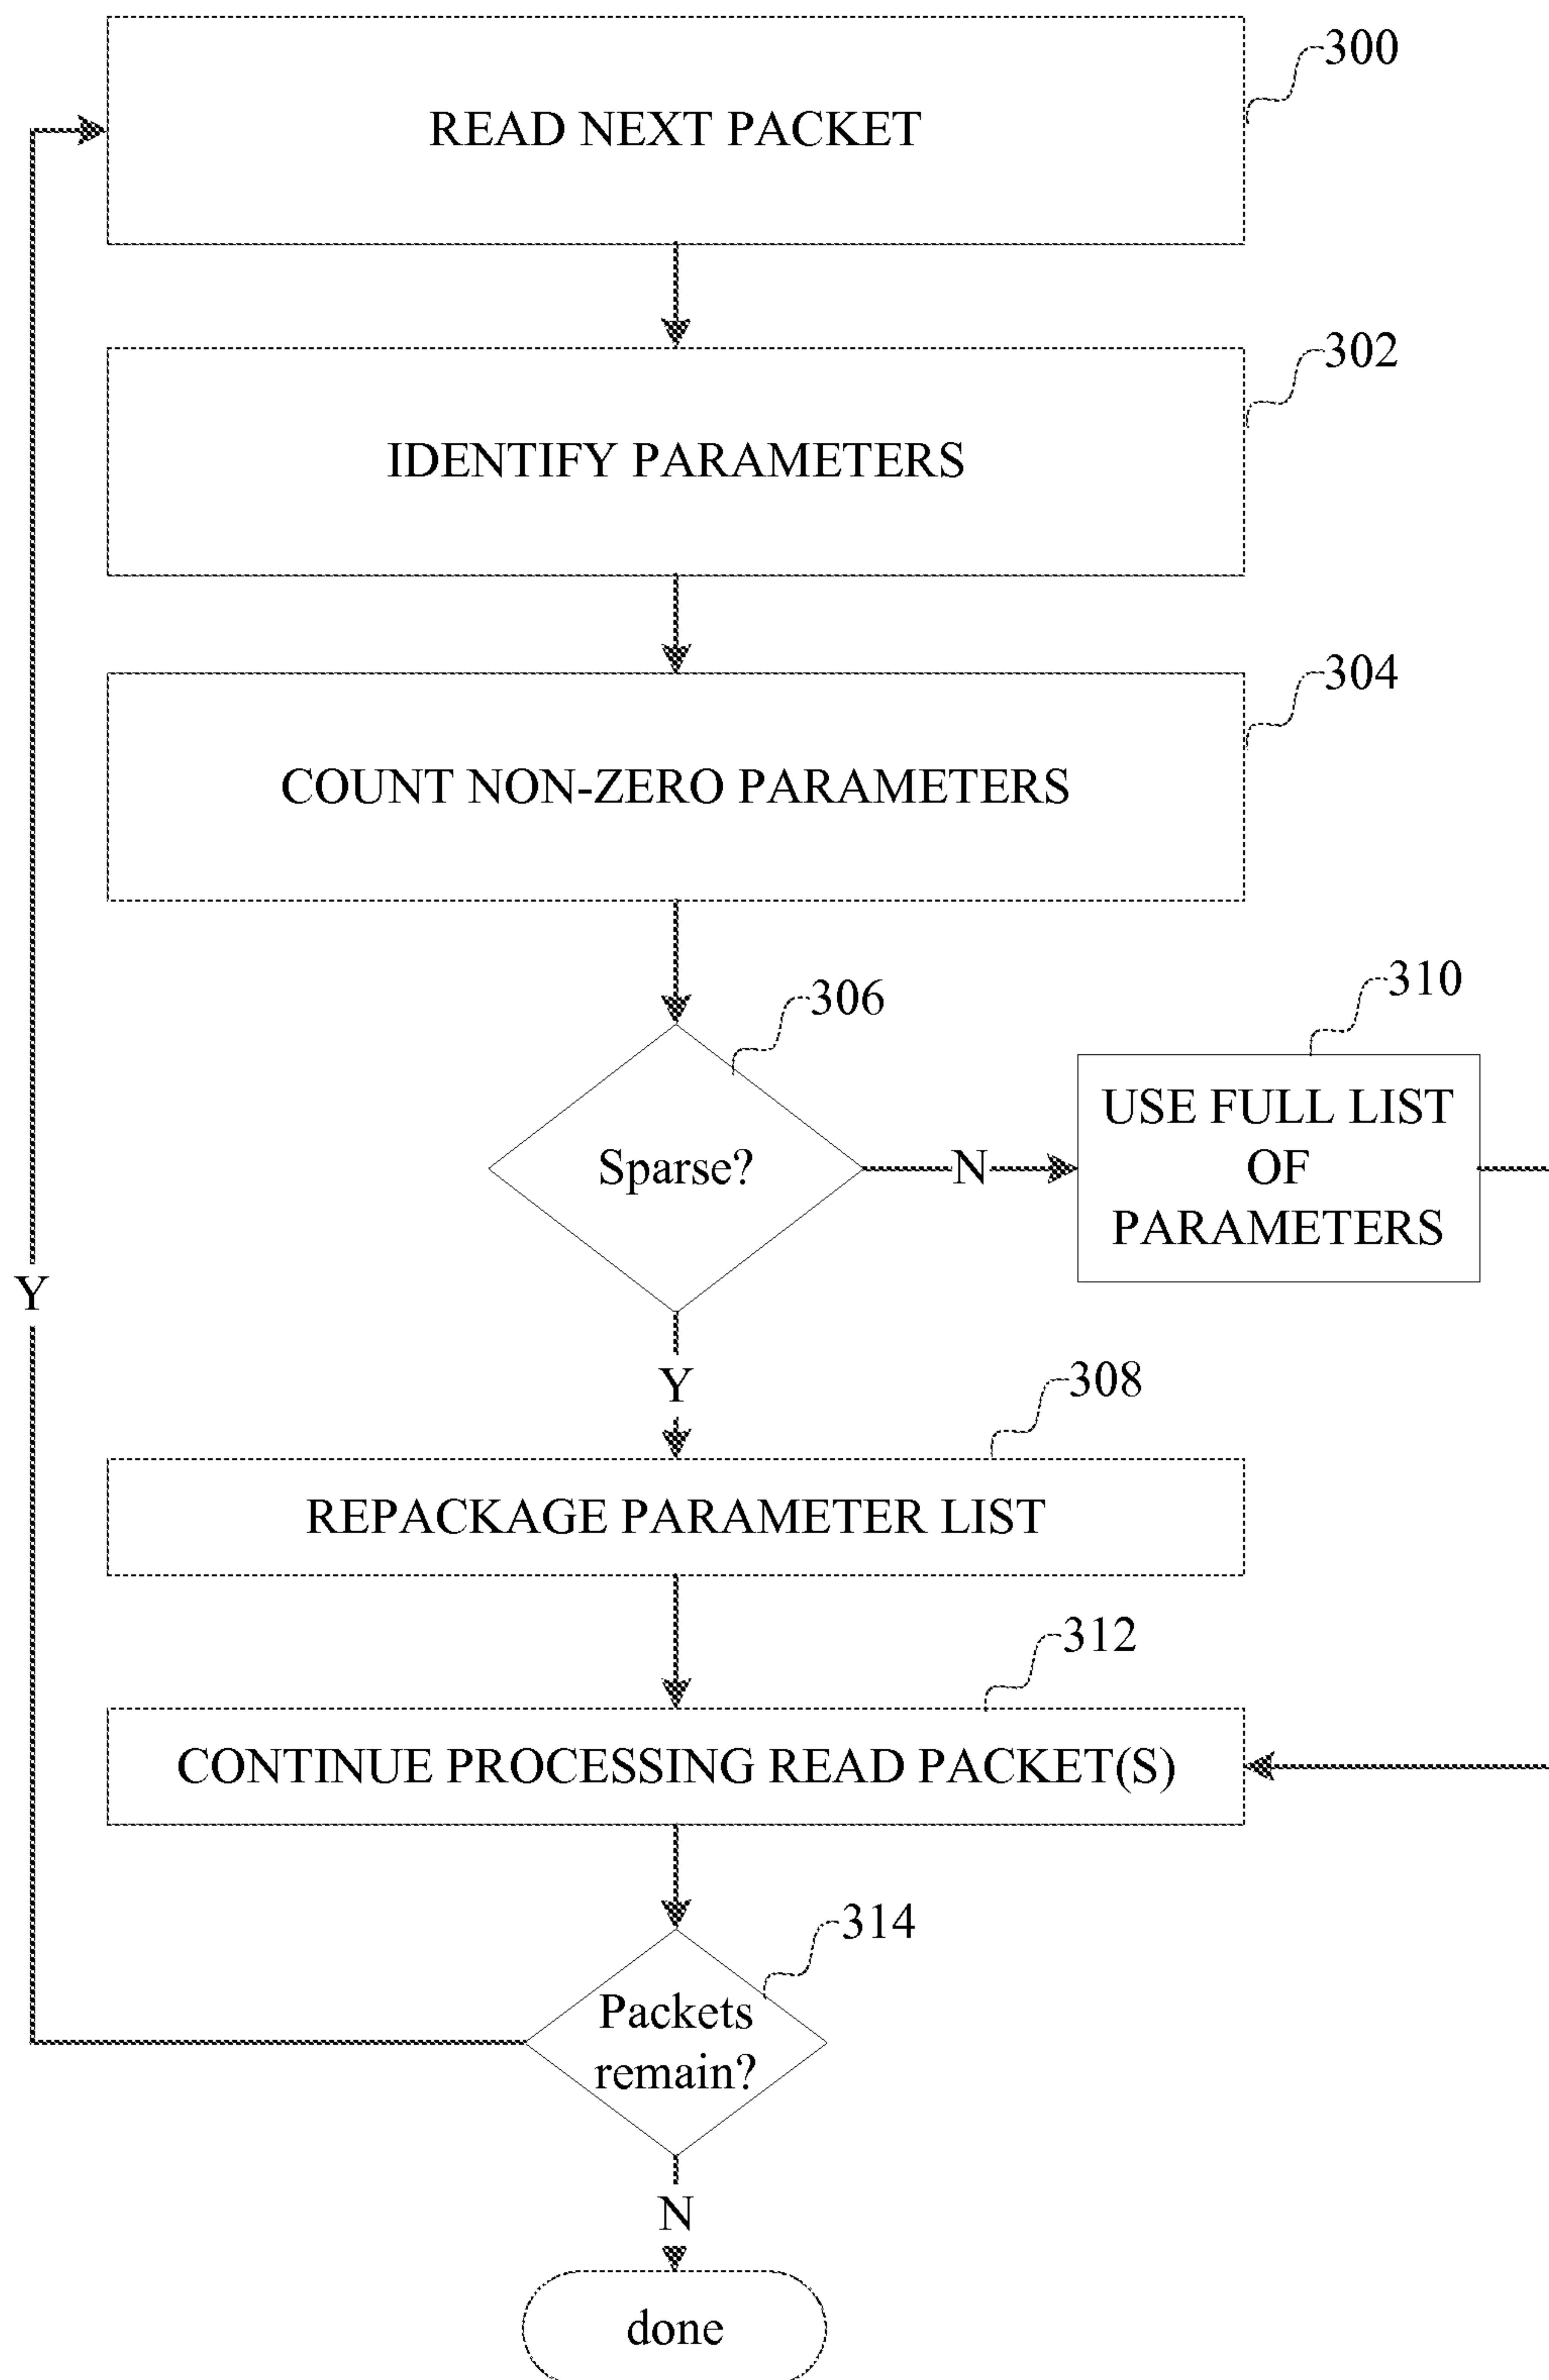 300
READ NEXT PACKET
302
IDENTIFY PARAMETERS
304
COUNT NON-ZERO PARAMETERS
306
310
Sparse?
N
USE FULL LIST
OF
PARAMETERS
Y
Y
308
REPACKAGE PARAMETER LIST
312
CONTINUE PROCESSING READ PACKET(S)
314
Packets
remain?
N
done